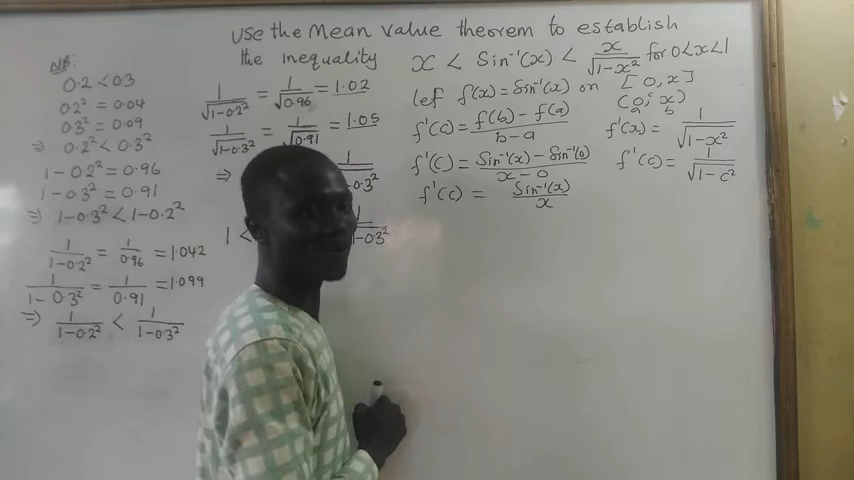 Use the Mean value theorem to establish
the inequality x < Sin⁻¹(x) < x/√(1-x²) for 0<x<1
NB:
0.2 < 0.3
0.2² = 0.04
0.3² = 0.09
⇒ 0.2² < 0.3²
1 - 0.2² = 0.96
1 - 0.3² = 0.91
⇒ 1-0.3² < 1-0.2²
1/(1-0.2²) = 1/0.96 = 1.042
1/(1-0.3²) = 1/0.91 = 1.099
⇒ 1/(1-0.2²) < 1/(1-0.3²)
1/√(1-0.2²) = 1/√0.96 = 1.02
1/√(1-0.3²) = 1/√0.91 = 1.05
⇒
1 <
let f(x) = Sin⁻¹(x) on [0, x]
(0, x)
a b
f'(c) = (f(b) - f(a))/(b-a)
f'(x) = 1/√(1-x²)
f'(c) = (Sin⁻¹(x) - Sin⁻¹(0))/(x - 0)
f'(c) = 1/√(1-c²)
f'(c) = Sin⁻¹(x)/x